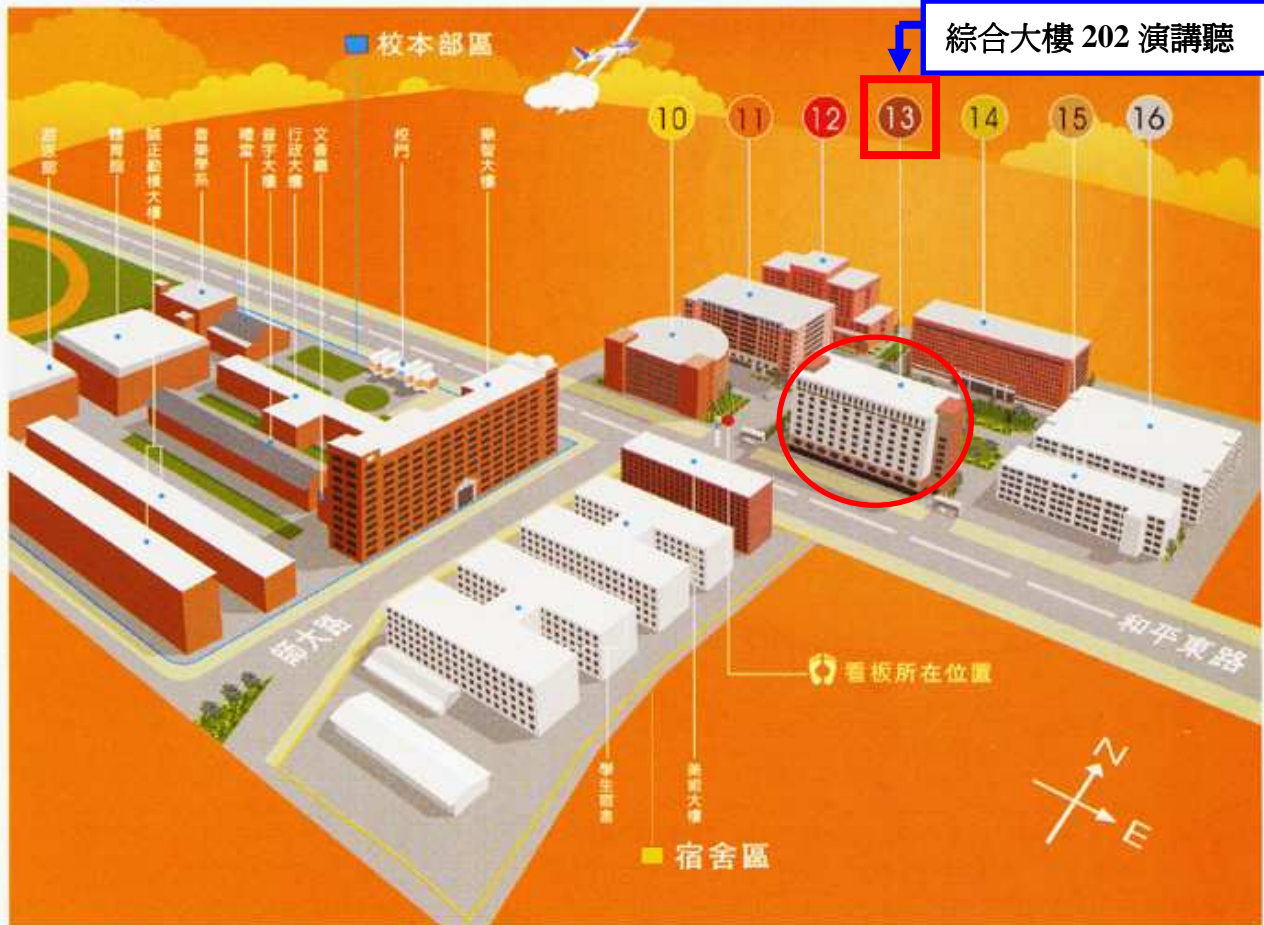 綜合大樓 202 演講聽
校本部區
10
11
12
13
14
15
16
游泳館
體育館
誠正勤樸大樓
音樂學系
禮堂
普字大樓
行政大樓
文薈廳
校門
樂智大樓
師大路
和平東路
看板所在位置
學生宿舍
美術大樓
宿舍區
N
E